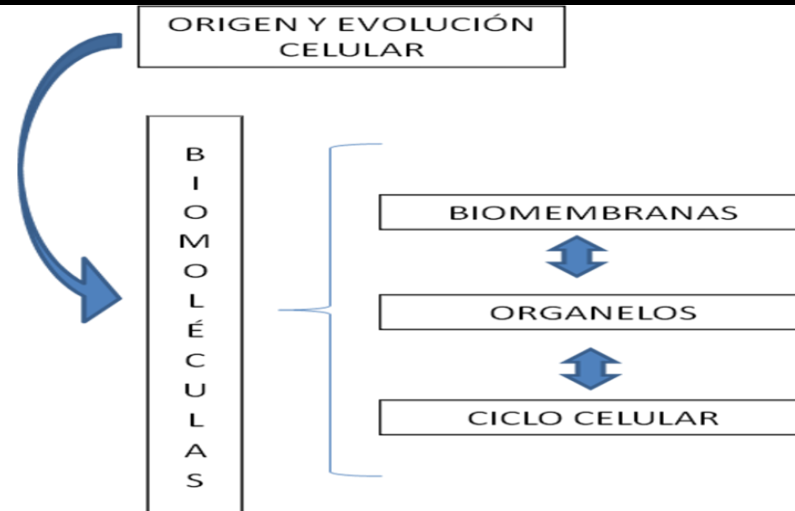 ORIGEN Y EVOLUCIÓN
CELULAR
B
I
O
M
O
L
É
C
U
L
A
S
BIOMEMBRANAS
ORGANELOS
CICLO CELULAR